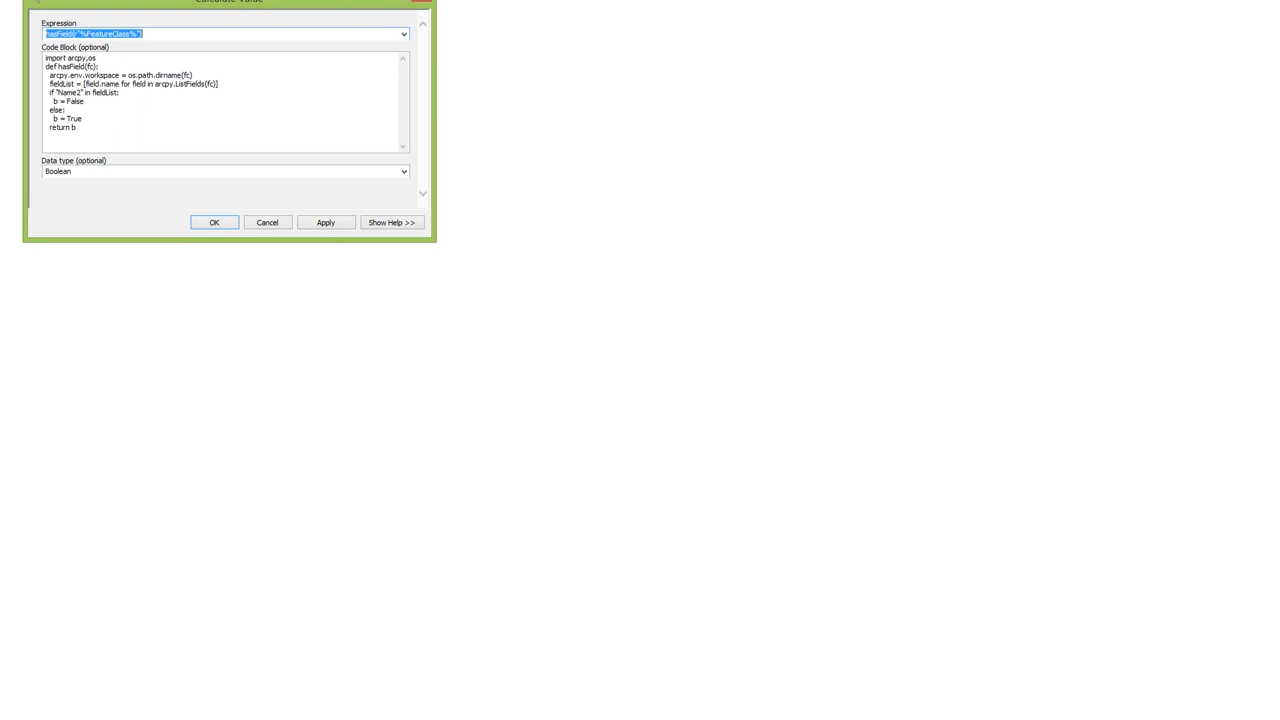 Calculate Value
Expression
hasField(r"%FeatureClass%")
Code Block (optional)
import arcpy,os
def hasField(fc):
  arcpy.env.workspace = os.path.dirname(fc)
  fieldList = [field.name for field in arcpy.ListFields(fc)]
  if "Name2" in fieldList:
    b = False
  else:
    b = True
  return b
Data type (optional)
Boolean
OK Cancel Apply Show Help >>